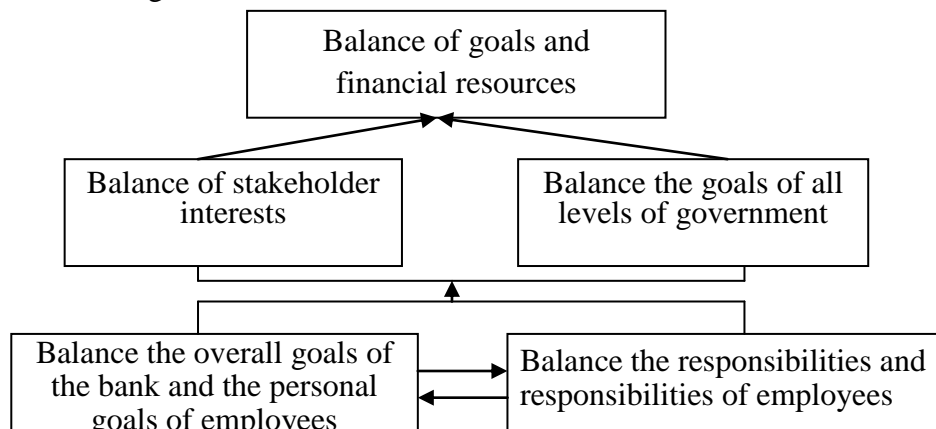 Balance of goals and
financial resources
Balance of stakeholder
interests
Balance the goals of all
levels of government
Balance the overall goals of
the bank and the personal
goals of employees
Balance the responsibilities and
responsibilities of employees